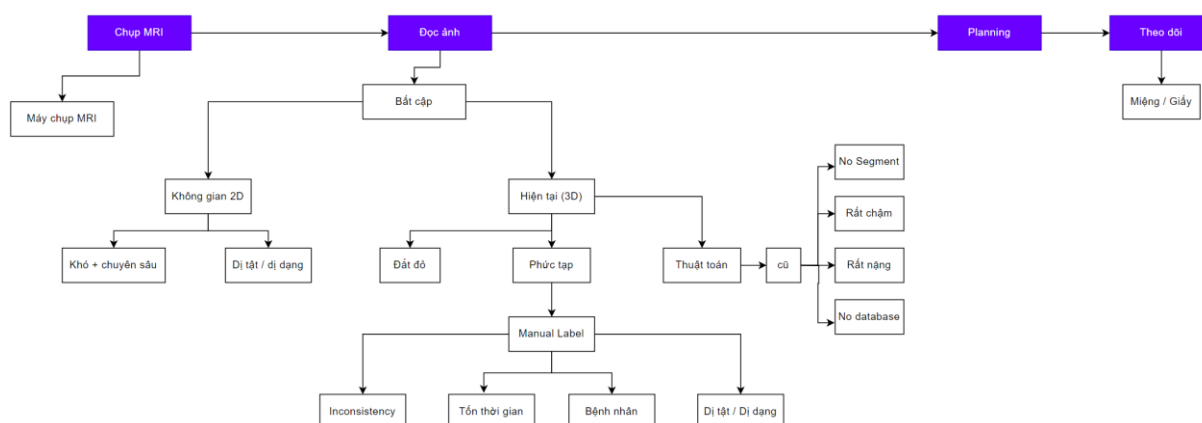 Chụp MRI
Đọc ảnh
Planning
Theo dõi
Máy chụp MRI
Bất cập
Miệng / Giấy
Không gian 2D
Hiện tại (3D)
No Segment
Rất chậm
Khó + chuyên sâu
Dị tật / dị dạng
Đắt đỏ
Phức tạp
Thuật toán
cũ
Rất nặng
No database
Manual Label
Inconsistency
Tốn thời gian
Bệnh nhân
Dị tật / Dị dạng